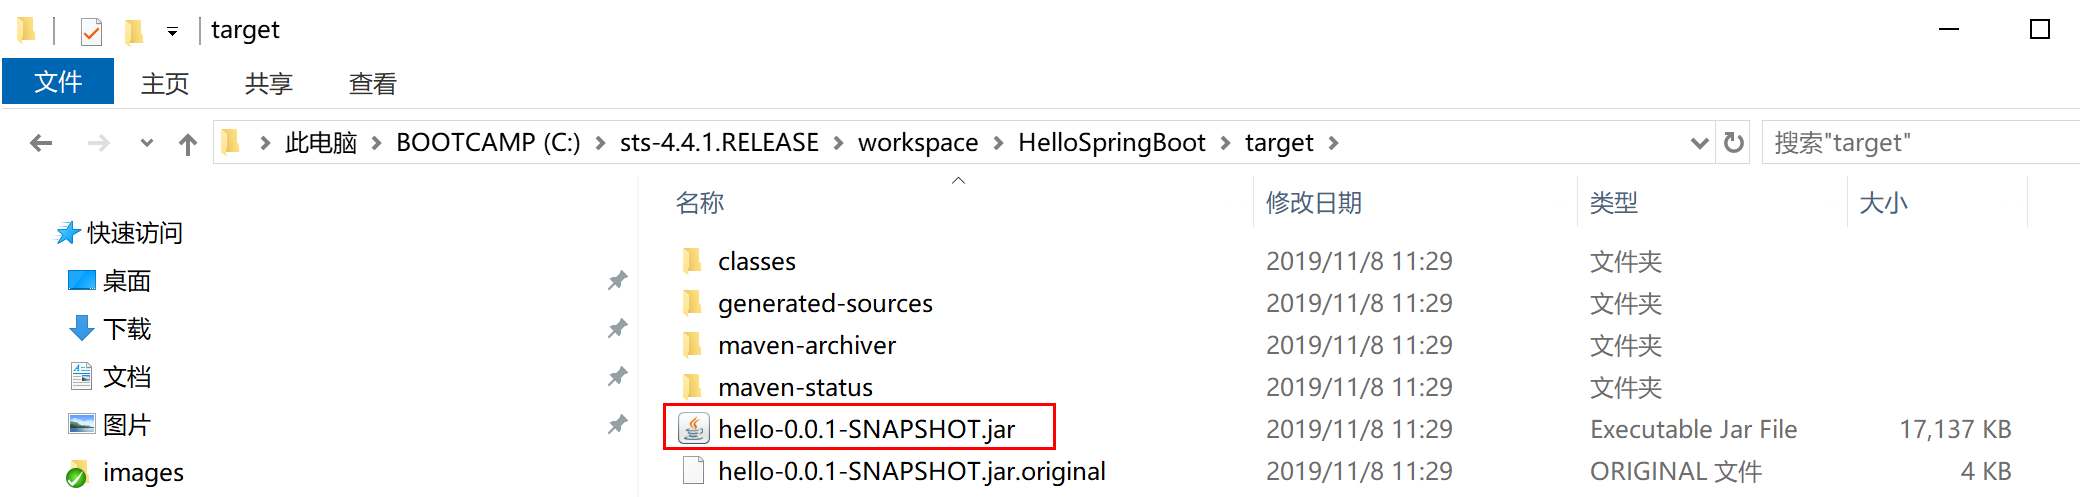 target
文件 主页 共享 查看
此电脑 BOOTCAMP (C:) sts-4.4.1.RELEASE workspace HelloSpringBoot target 搜索"target"
名称 修改日期 类型 大小
快速访问
桌面
下载
文档
图片
images
classes 2019/11/8 11:29 文件夹
generated-sources 2019/11/8 11:29 文件夹
maven-archiver 2019/11/8 11:29 文件夹
maven-status 2019/11/8 11:29 文件夹
hello-0.0.1-SNAPSHOT.jar 2019/11/8 11:29 Executable Jar File 17,137 KB
hello-0.0.1-SNAPSHOT.jar.original 2019/11/8 11:29 ORIGINAL 文件 4 KB